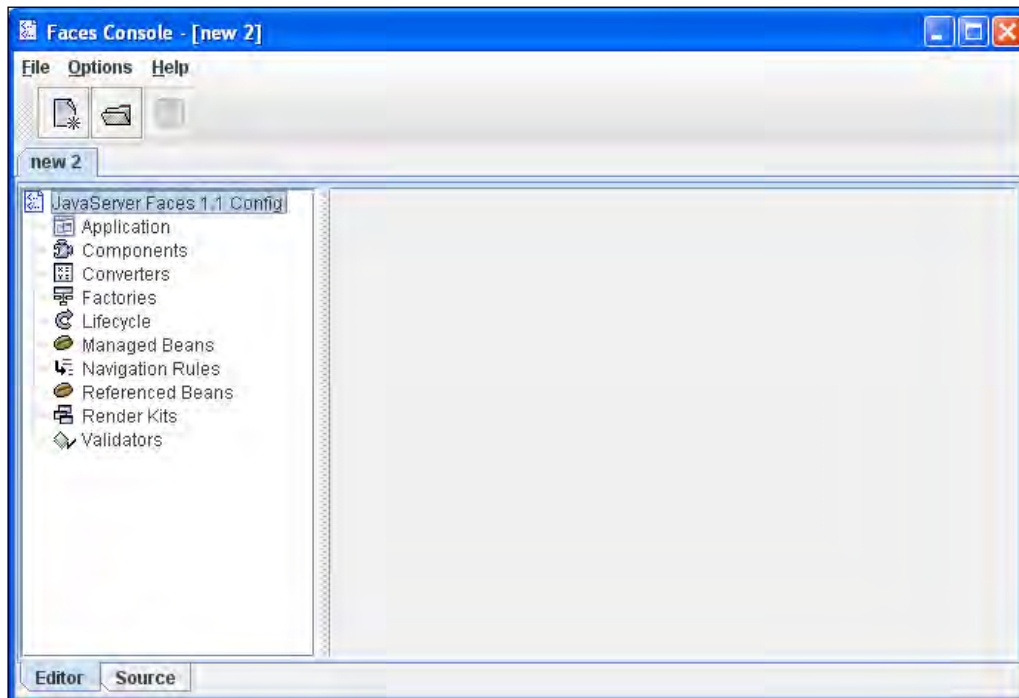 Faces Console - [new 2]
File Options Help
new 2
JavaServer Faces 1.1 Config
Application
Components
Converters
Factories
Lifecycle
Managed Beans
Navigation Rules
Referenced Beans
Render Kits
Validators
Editor Source